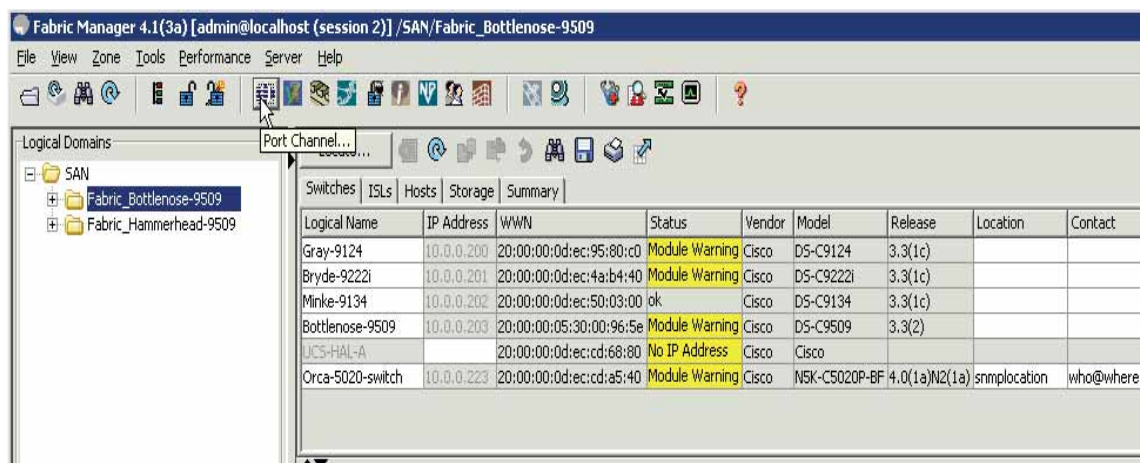 Fabric Manager 4.1(3a) [admin@localhost (session 2)] /SAN/Fabric_Bottlenose-9509
File View Zone Tools Performance Server Help
NP
?
Port Channel...
Logical Domains
SAN
Fabric_Bottlenose-9509
Fabric_Hammerhead-9509
Switches ISLs Hosts Storage Summary
Logical Name IP Address WWN Status Vendor Model Release Location Contact
Gray-9124 10.0.0.200 20:00:00:0d:ec:95:80:c0 Module Warning Cisco DS-C9124 3.3(1c)
Bryde-9222i 10.0.0.201 20:00:00:0d:ec:4a:b4:40 Module Warning Cisco DS-C9222i 3.3(1c)
Minke-9134 10.0.0.202 20:00:00:0d:ec:50:03:00 ok Cisco DS-C9134 3.3(1c)
Bottlenose-9509 10.0.0.203 20:00:00:05:30:00:96:5e Module Warning Cisco DS-C9509 3.3(2)
UCS-HAL-A 20:00:00:0d:ec:cd:68:80 No IP Address Cisco Cisco
Orca-5020-switch 10.0.0.223 20:00:00:0d:ec:cd:a5:40 Module Warning Cisco N5K-C5020P-BF 4.0(1a)N2(1a) snmplocation who@where